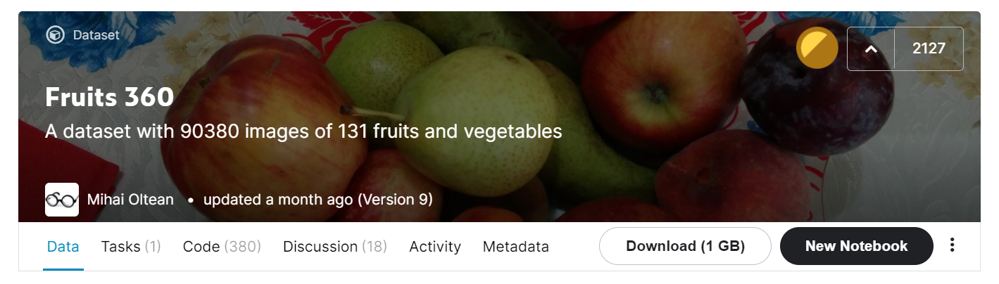 Dataset
2127
Fruits 360
A dataset with 90380 images of 131 fruits and vegetables
Mihai Oltean • updated a month ago (Version 9)
Data Tasks (1) Code (380) Discussion (18) Activity Metadata Download (1 GB) New Notebook